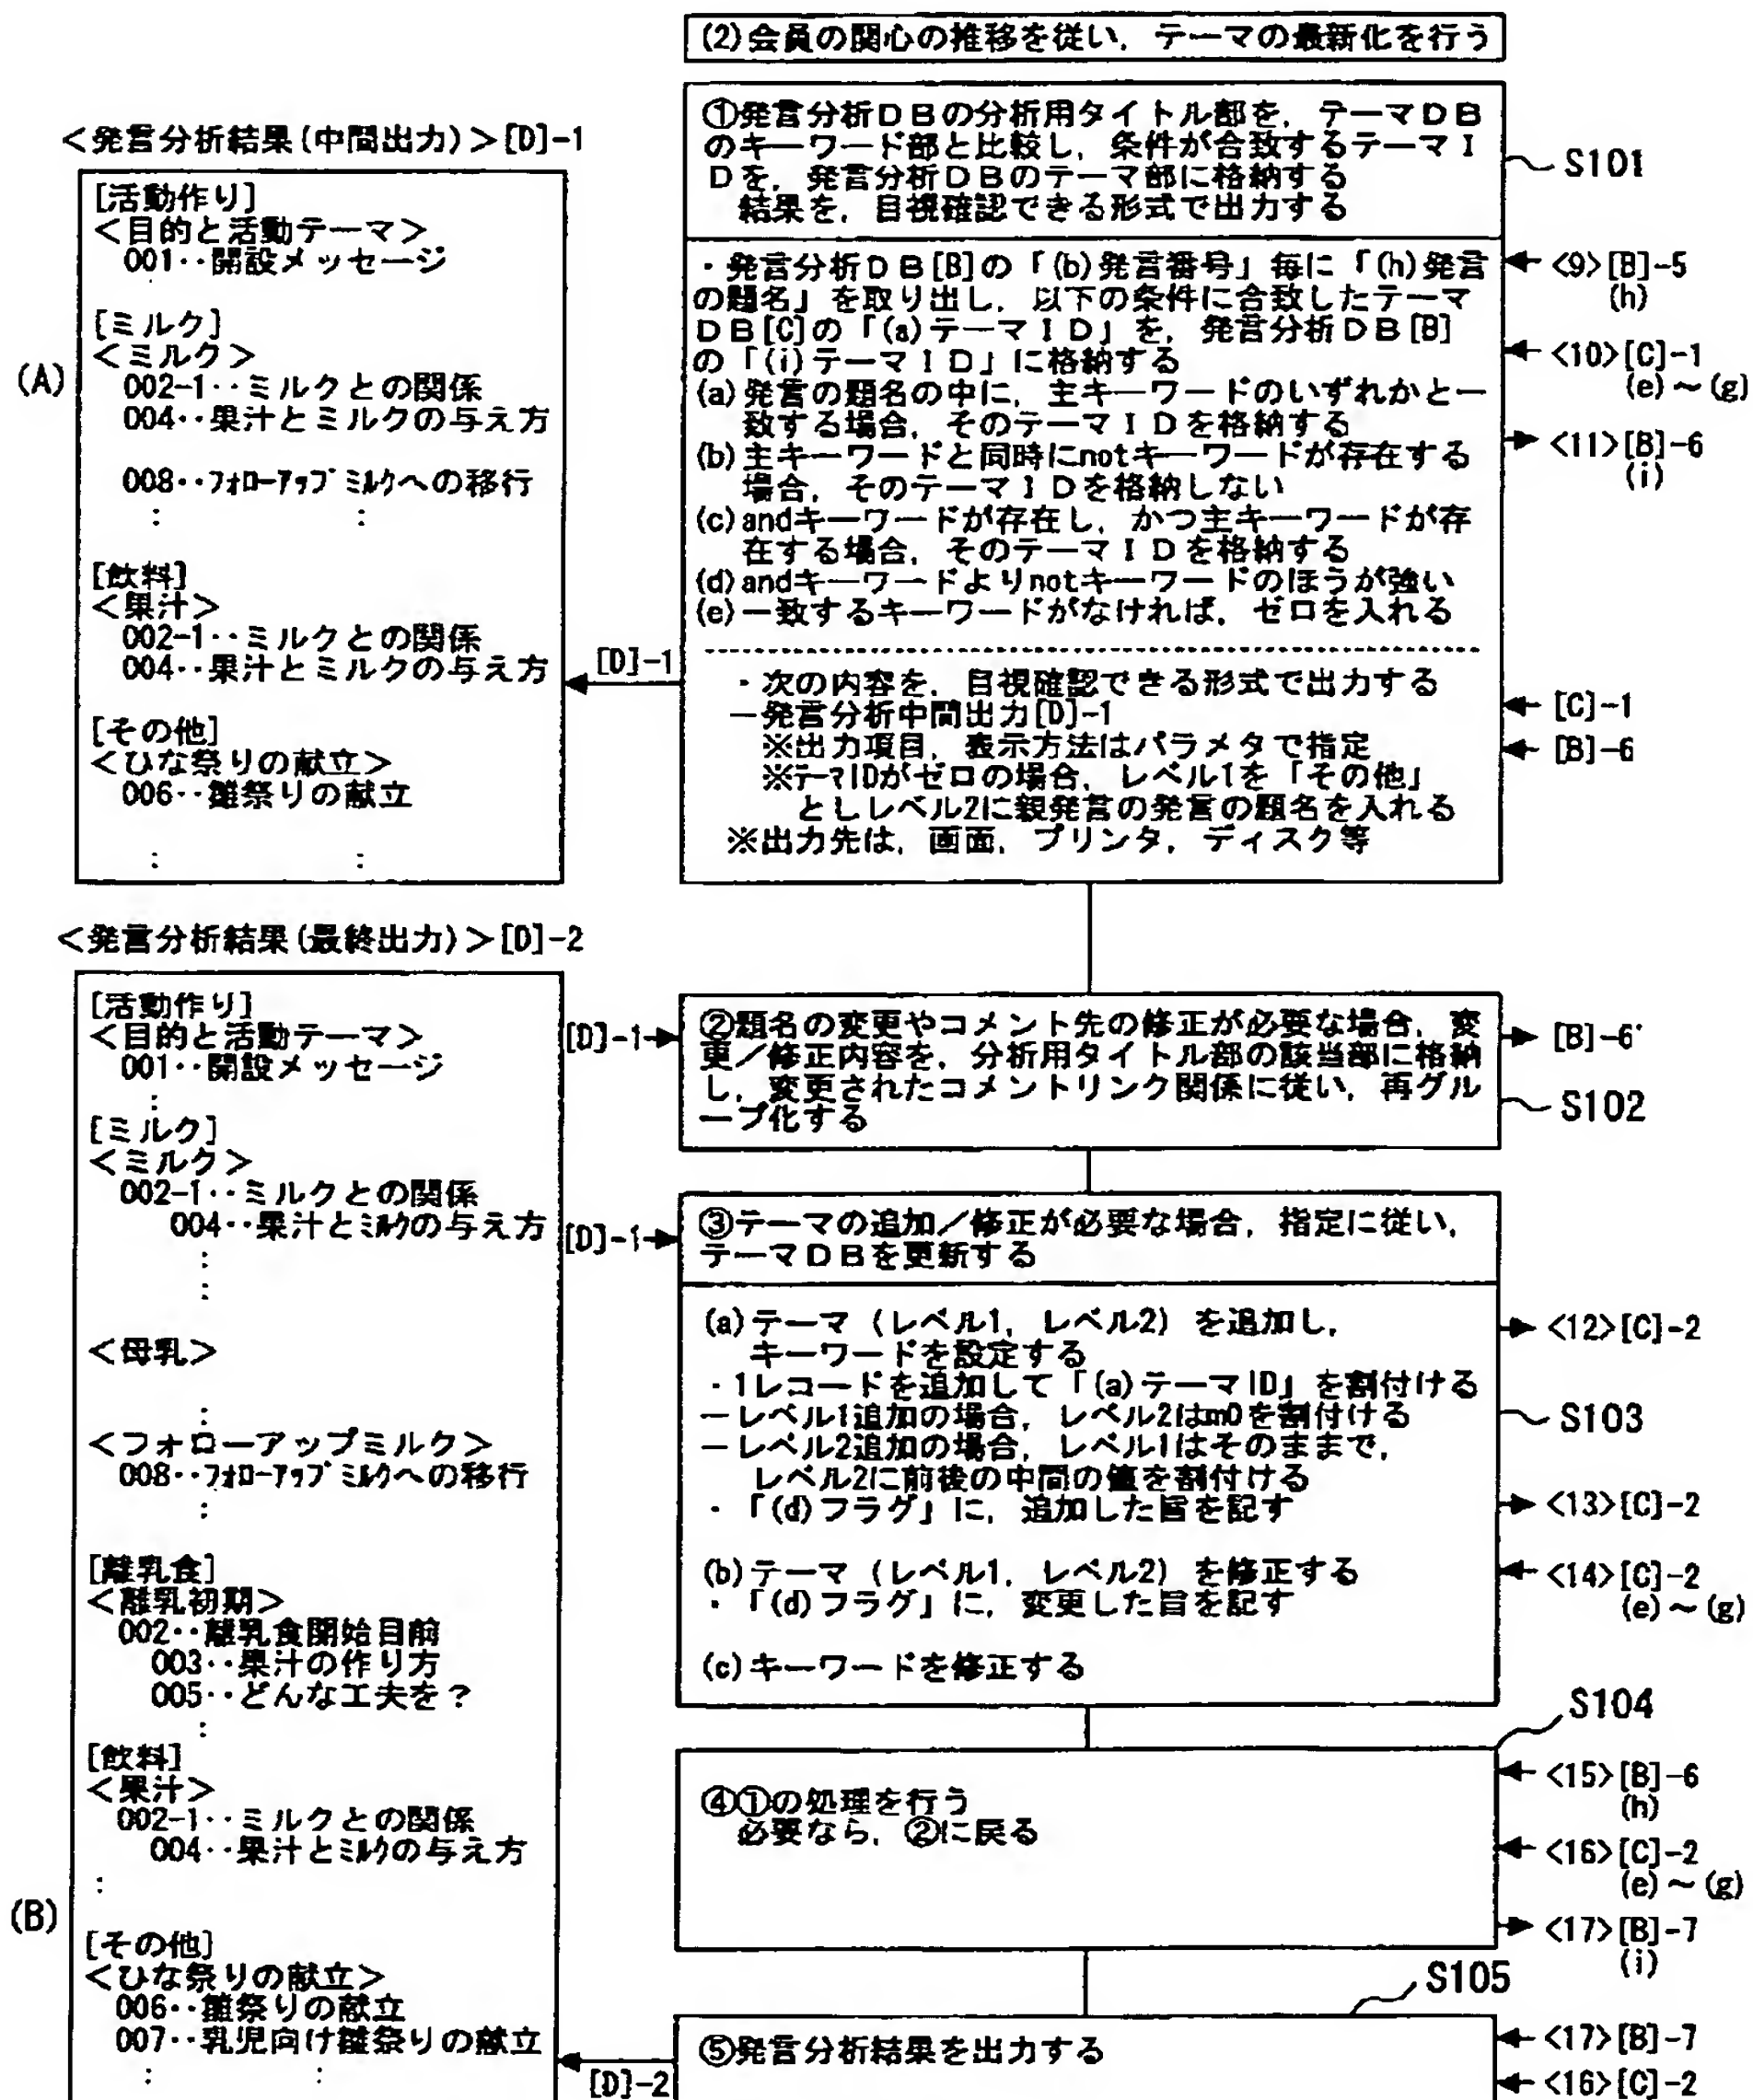 (2)会員の関心の推移を従い，テーマの最新化を行う
①発言分析ＤＢの分析用タイトル部を，テーマＤＢ
のキーワード部と比較し，条件が合致するテーマＩ
Ｄを，発言分析ＤＢのテーマ部に格納する
結果を，目視確認できる形式で出力する
S101
・発言分析ＤＢ[B]の「(b)発言番号」毎に「(h)発言
の題名」を取り出し，以下の条件に合致したテーマ
ＤＢ[C]の「(a)テーマＩＤ」を，発言分析ＤＢ[B]
の「(i)テーマＩＤ」に格納する
(a)発言の題名の中に，主キーワードのいずれかと一
致する場合，そのテーマＩＤを格納する
(b)主キーワードと同時にnotキーワードが存在する
場合，そのテーマＩＤを格納しない
(c)andキーワードが存在し，かつ主キーワードが存
在する場合，そのテーマＩＤを格納する
(d)andキーワードよりnotキーワードのほうが強い
(e)一致するキーワードがなければ，ゼロを入れる
<9>[B]-5
(h)
<10>[C]-1
(e)～(g)
<11>[B]-6
(i)
・次の内容を，目視確認できる形式で出力する
－発言分析中間出力[D]-1
※出力項目，表示方法はパラメタで指定
※ﾃｰﾏIDがゼロの場合，レベル1を「その他」
としレベル2に親発言の発言の題名を入れる
※出力先は，画面，プリンタ，ディスク等
[C]-1
[B]-6
[D]-1
＜発言分析結果(中間出力)＞[D]-1
(A)
[活動作り]
＜目的と活動テーマ＞
001‥開設メッセージ
[ミルク]
＜ミルク＞
002-1‥ミルクとの関係
004‥果汁とミルクの与え方
008‥ﾌｫﾛｰｱｯﾌﾟﾐﾙｸへの移行
：　：
[飲料]
＜果汁＞
002-1‥ミルクとの関係
004‥果汁とミルクの与え方
[その他]
＜ひな祭りの献立＞
006‥雛祭りの献立
：　：
＜発言分析結果(最終出力)＞[D]-2
(B)
[活動作り]
＜目的と活動テーマ＞
001‥開設メッセージ
：
[ミルク]
＜ミルク＞
002-1‥ミルクとの関係
004‥果汁とﾐﾙｸの与え方
：
：
＜母乳＞
：
＜フォローアップミルク＞
008‥ﾌｫﾛｰｱｯﾌﾟﾐﾙｸへの移行
：
[離乳食]
＜離乳初期＞
002‥離乳食開始目前
003‥果汁の作り方
005‥どんな工夫を？
：
[飲料]
＜果汁＞
002-1‥ミルクとの関係
004‥果汁とﾐﾙｸの与え方
：
[その他]
＜ひな祭りの献立＞
006‥雛祭りの献立
007‥乳児向け雛祭りの献立
：　：
[D]-1
②題名の変更やコメント先の修正が必要な場合，変
更／修正内容を，分析用タイトル部の該当部に格納
し，変更されたコメントリンク関係に従い，再グル
ープ化する
[B]-6'
S102
[D]-1
③テーマの追加／修正が必要な場合，指定に従い，
テーマＤＢを更新する
(a)テーマ（レベル1，レベル2）を追加し，
キーワードを設定する
・1レコードを追加して「(a)テーマID」を割付ける
－レベル1追加の場合，レベル2はm0を割付ける
－レベル2追加の場合，レベル1はそのままで，
レベル2に前後の中間の値を割付ける
・「(d)フラグ」に，追加した旨を記す
(b)テーマ（レベル1，レベル2）を修正する
・「(d)フラグ」に，変更した旨を記す
(c)キーワードを修正する
<12>[C]-2
S103
<13>[C]-2
<14>[C]-2
(e)～(g)
S104
④①の処理を行う
必要なら，②に戻る
<15>[B]-6
(h)
<16>[C]-2
(e)～(g)
<17>[B]-7
(i)
S105
⑤発言分析結果を出力する
<17>[B]-7
<16>[C]-2
[D]-2